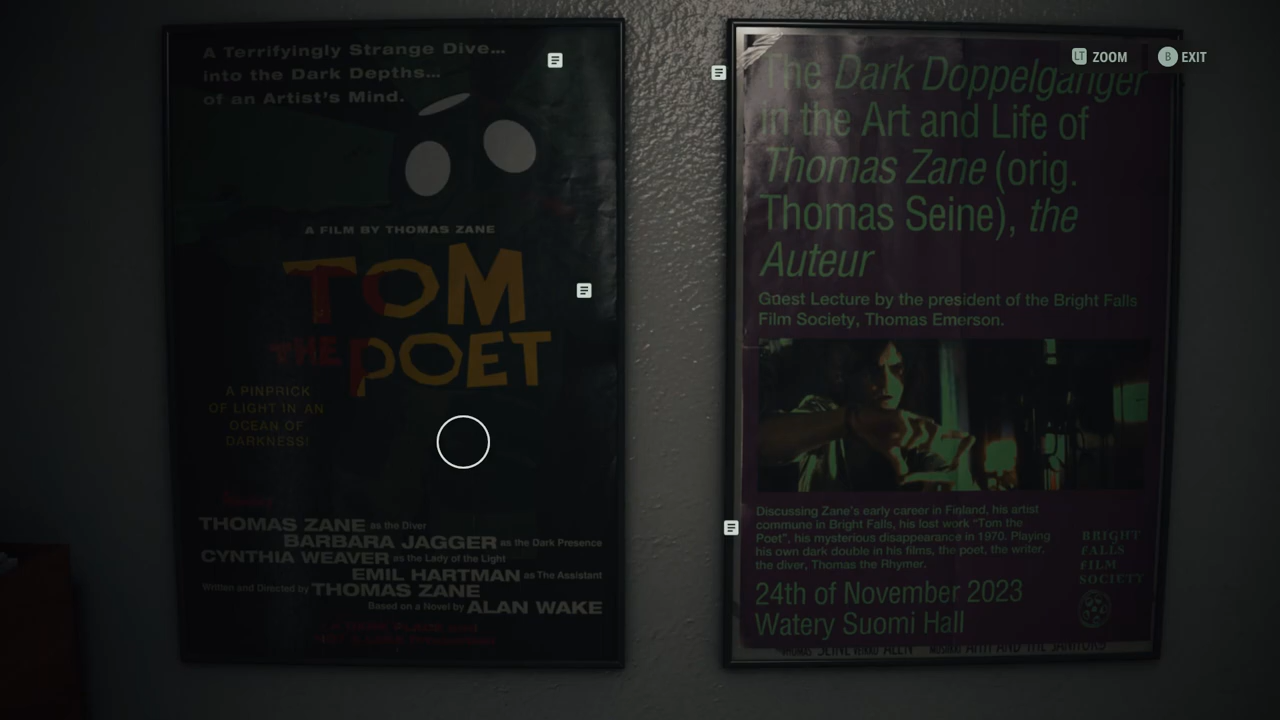 A Terrifyingly Strange Dive...
into the Dark Depths...
of an Artist's Mind.
A FILM BY THOMAS ZANE
TOM
THE POET
A PINPRICK
OF LIGHT IN AN
OCEAN OF
DARKNESS!
THOMAS ZANE as the Diver
BARBARA JAGGER as the Dark Presence
CYNTHIA WEAVER as the Lady of the Light
EMIL HARTMAN as The Assistant
Written and Directed by THOMAS ZANE
Based on a Novel by ALAN WAKE
LT ZOOM
B EXIT
The Dark Doppelganger
in the Art and Life of
Thomas Zane (orig.
Thomas Seine), the
Auteur
Guest Lecture by the president of the Bright Falls
Film Society, Thomas Emerson.
Discussing Zane's early career in Finland, his artist
commune in Bright Falls, his lost work "Tom the
Poet", his mysterious disappearance in 1970. Playing
his own dark double in his films, the poet, the writer,
the diver, Thomas the Rhymer.
BRIGHT
FALLS
FILM
SOCIETY
24th of November 2023
Watery Suomi Hall
AND THE JANITORS